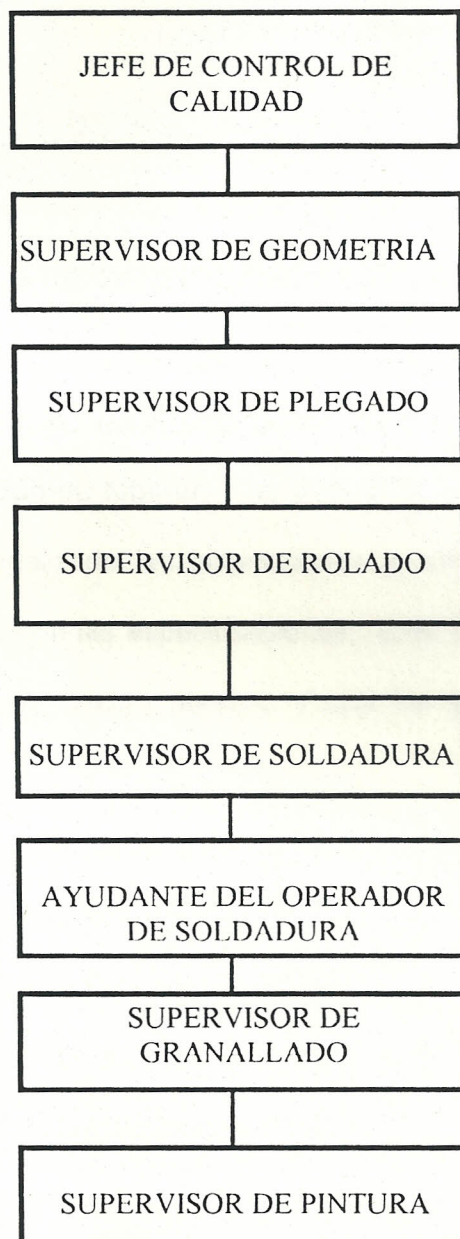 JEFE DE CONTROL DE
CALIDAD
SUPERVISOR DE GEOMETRIA
SUPERVISOR DE PLEGADO
SUPERVISOR DE ROLADO
SUPERVISOR DE SOLDADURA
AYUDANTE DEL OPERADOR
DE SOLDADURA
SUPERVISOR DE
GRANALLADO
SUPERVISOR DE PINTURA